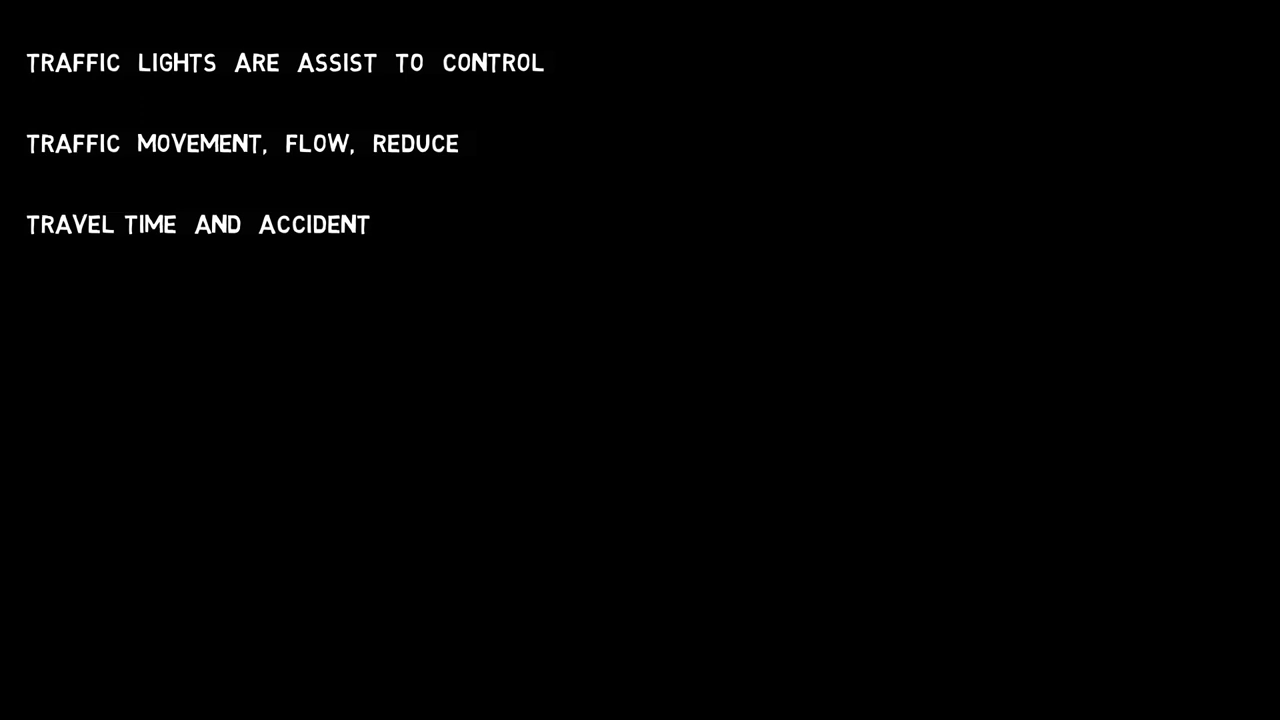 TRAFFIC LIGHTS ARE ASSIST TO CONTROL
TRAFFIC MOVEMENT, FLOW, REDUCE
TRAVEL TIME AND ACCIDENT